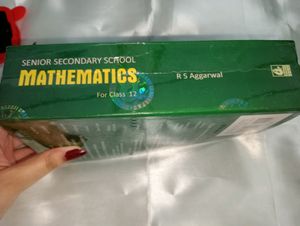 SENIOR SECONDARY SCHOOL
MATHEMATICS
For Class 12
R S Aggarwal